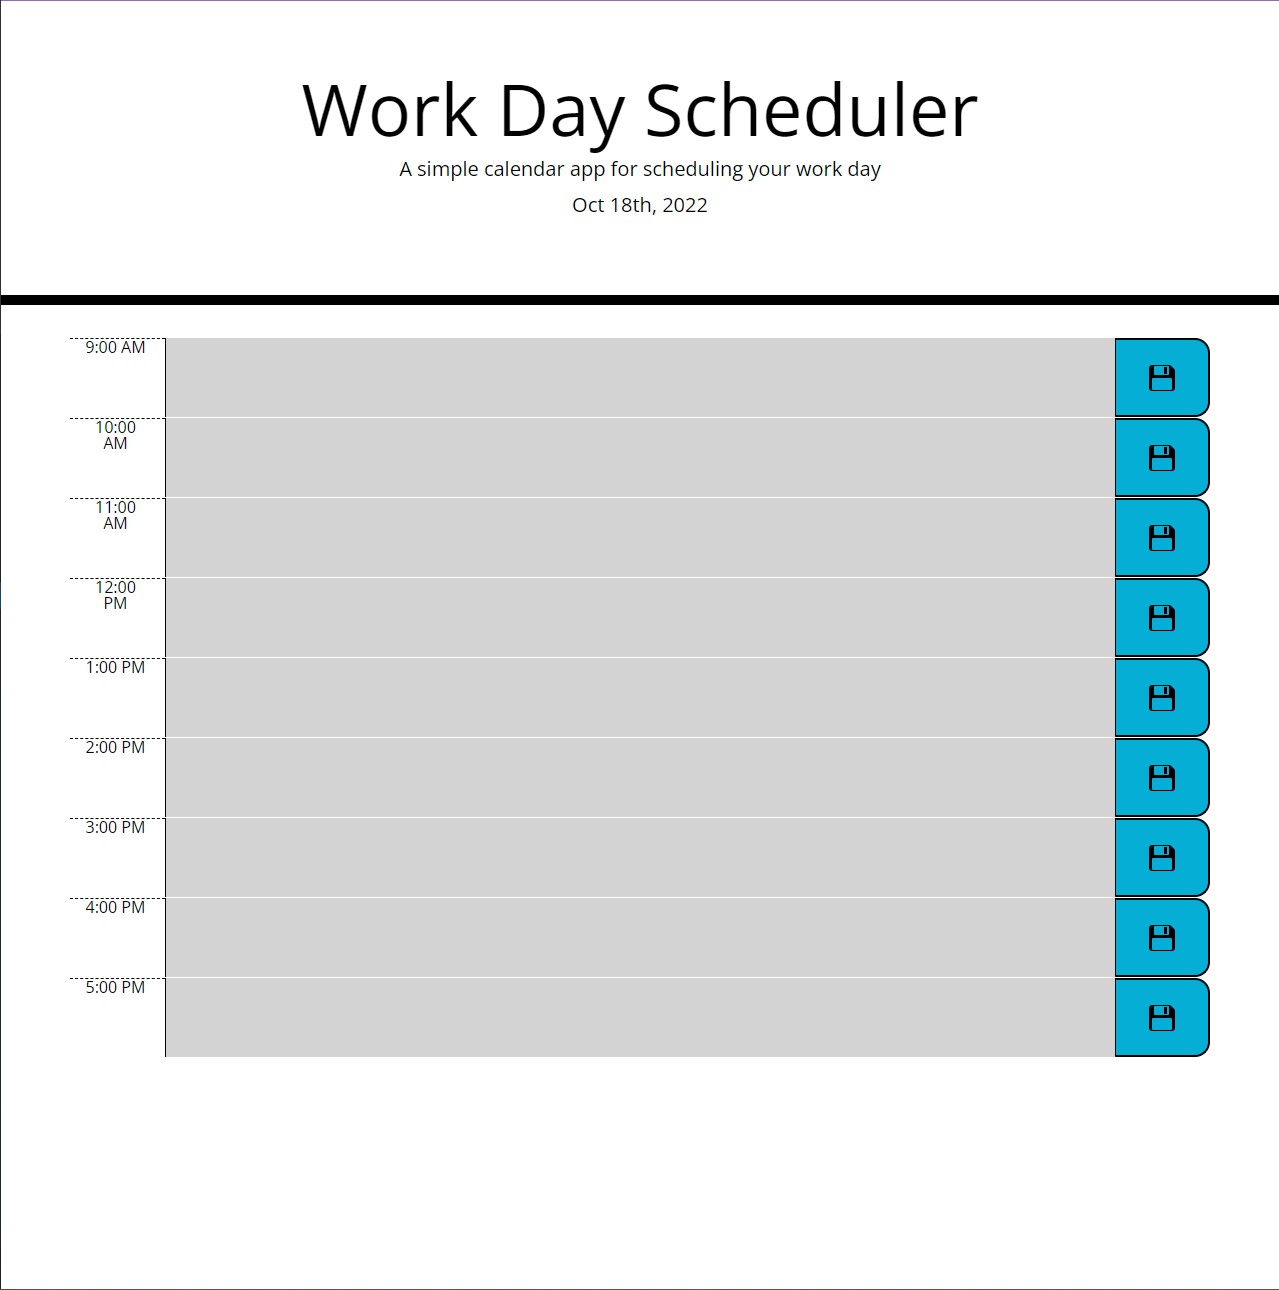 Work Day Scheduler
A simple calendar app for scheduling your work day
Oct 18th, 2022
9:00 AM
10:00
AM
11:00
AM
12:00
PM
1:00 PM
2:00 PM
3:00 PM
4:00 PM
5:00 PM